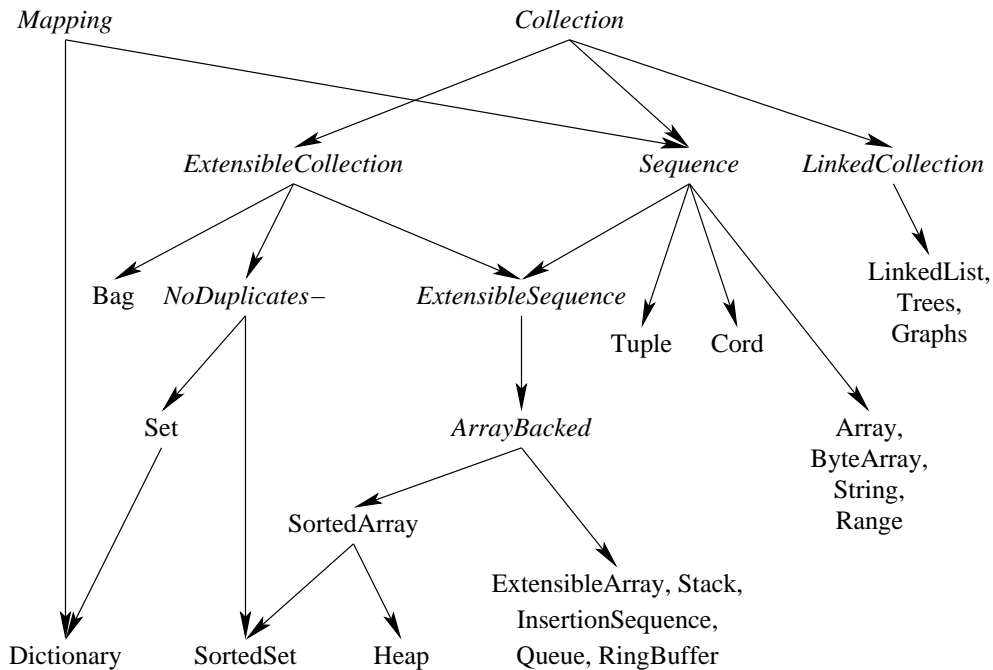 Mapping
Collection
ExtensibleCollection
Sequence
LinkedCollection
Bag
NoDuplicates–
ExtensibleSequence
LinkedList,
Trees,
Graphs
Tuple
Cord
Set
ArrayBacked
Array,
ByteArray,
String,
Range
SortedArray
ExtensibleArray, Stack,
InsertionSequence,
Queue, RingBuffer
Dictionary
SortedSet
Heap